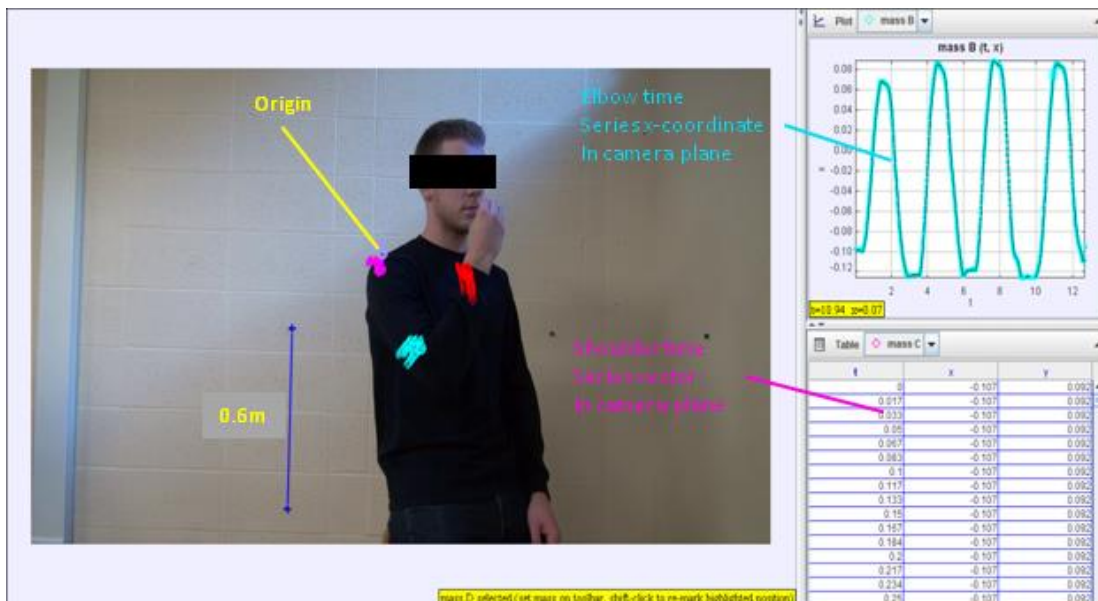 Origin
Elbow time
Series x-coordinate
In camera plane
0.6m
In camera plane
mass D selected (set mass on toolbar, shift-click to re-mark highlighted position)
Plot mass B
mass B (t, x)
0.08
0.06
0.04
0.02
0.00
-0.02
-0.04
-0.06
-0.08
-0.10
-0.12
x
2 4 6 8 10 12
t
t=10.94 x=0.07
Table mass C
t x y
0 -0.107 0.092
0.017 -0.107 0.092
0.033 -0.107 0.092
0.05 -0.107 0.092
0.067 -0.107 0.092
0.083 -0.107 0.092
0.1 -0.107 0.092
0.117 -0.107 0.092
0.133 -0.107 0.092
0.15 -0.107 0.092
0.167 -0.107 0.092
0.184 -0.107 0.092
0.2 -0.107 0.092
0.217 -0.107 0.092
0.234 -0.107 0.092
0.25 -0.107 0.092